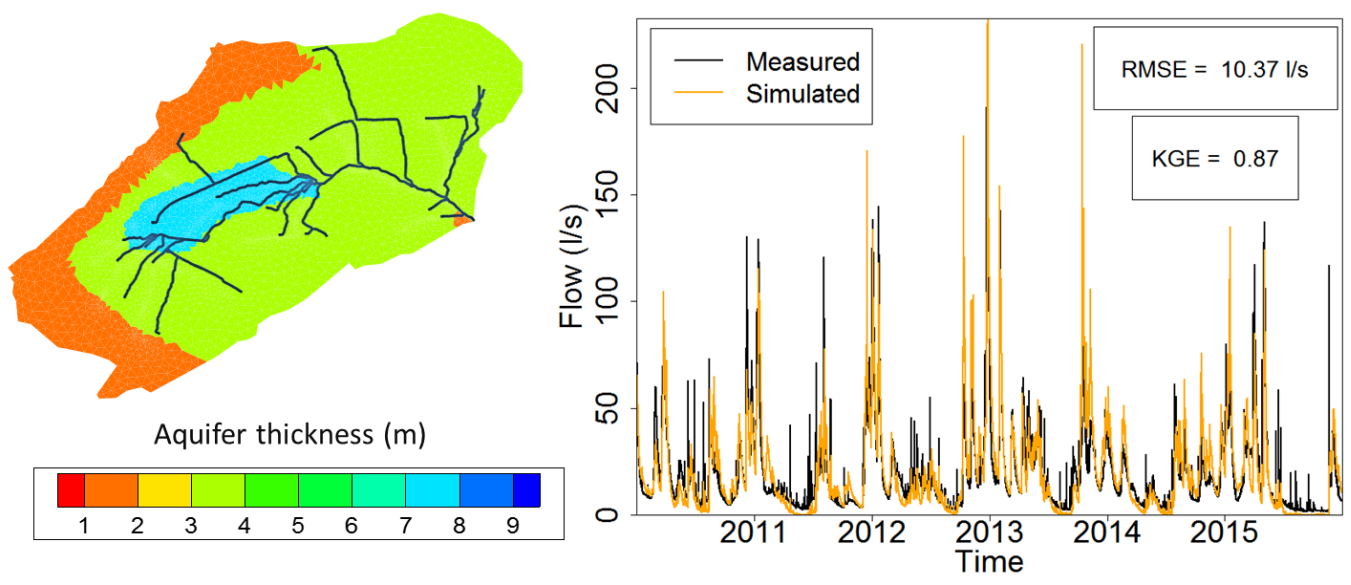 Aquifer thickness (m)
1 2 3 4 5 6 7 8 9
Flow (l/s)
200
150
100
50
0
Measured
Simulated
RMSE = 10.37 l/s
KGE = 0.87
2011 2012 2013 2014 2015
Time